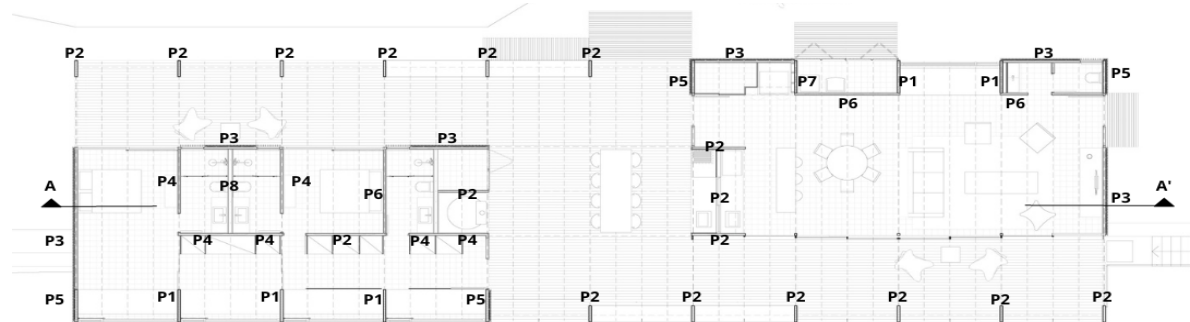 P2 P2 P2 P2 P2 P2 P3 P3
P5 P7 P1 P1 P5
P6 P6
P3 P3 P2
P4 P8 P4 P6 P2 P2
A A'
P3
P3 P4 P4 P2 P4 P4 P2
P5 P1 P1 P1 P5 P2 P2 P2 P2 P2 P2